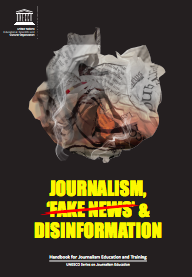 JOURNALISM,
'FAKE NEWS' &
DISINFORMATION
Handbook for Journalism Education and Training
UNESCO Series on Journalism Education